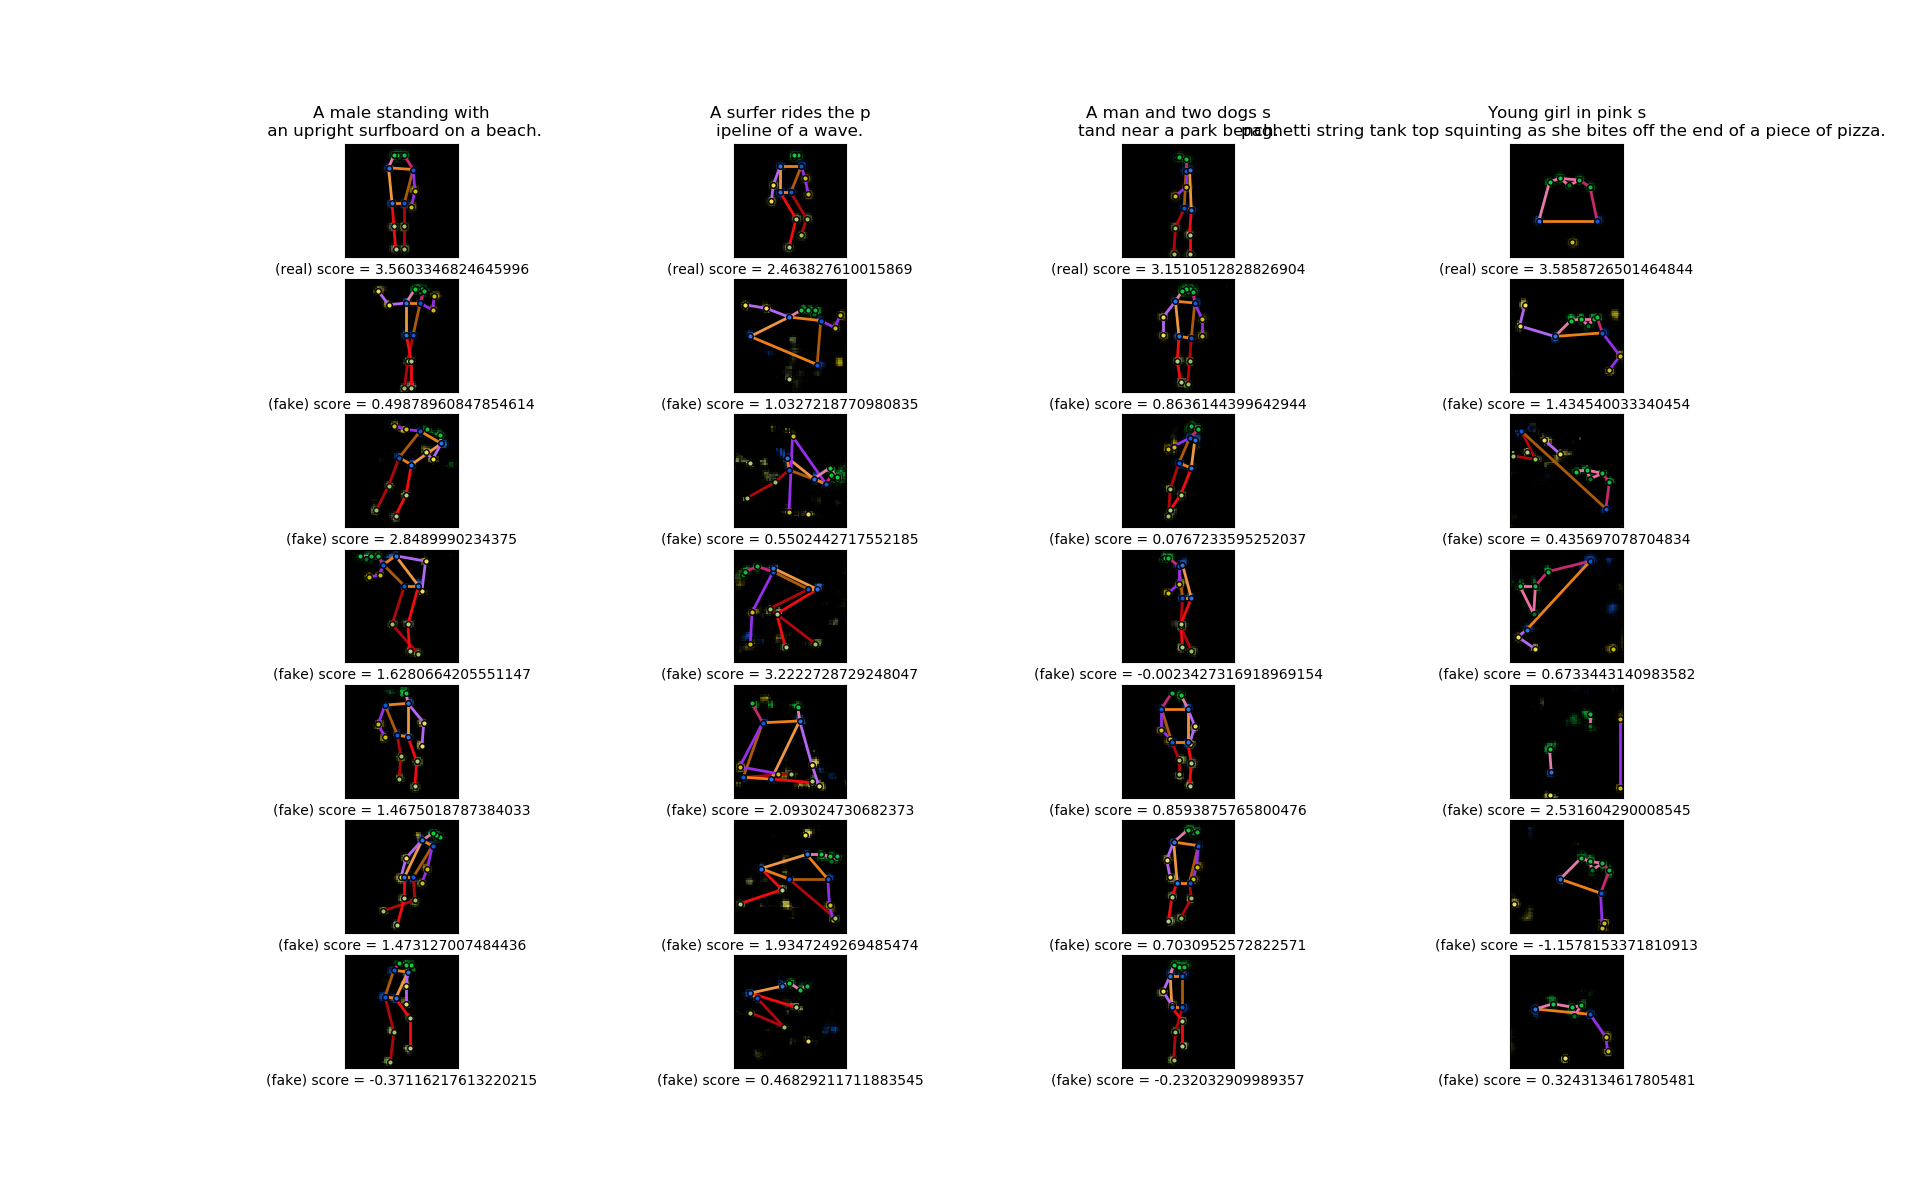 A male standing with
an upright surfboard on a beach.
A surfer rides the p
ipeline of a wave.
A man and two dogs s
tand near a park bench.
Young girl in pink s
paghetti string tank top squinting as she bites off the end of a piece of pizza.
(real) score = 3.5603346824645996
(real) score = 2.463827610015869
(real) score = 3.1510512828826904
(real) score = 3.5858726501464844
(fake) score = 0.49878960847854614
(fake) score = 1.0327218770980835
(fake) score = 0.8636144399642944
(fake) score = 1.434540033340454
(fake) score = 2.8489990234375
(fake) score = 0.5502442717552185
(fake) score = 0.0767233595252037
(fake) score = 0.435697078704834
(fake) score = 1.6280664205551147
(fake) score = 3.2222728729248047
(fake) score = -0.0023427316918969154
(fake) score = 0.6733443140983582
(fake) score = 1.4675018787384033
(fake) score = 2.093024730682373
(fake) score = 0.8593875765800476
(fake) score = 2.531604290008545
(fake) score = 1.473127007484436
(fake) score = 1.9347249269485474
(fake) score = 0.7030952572822571
(fake) score = -1.1578153371810913
(fake) score = -0.37116217613220215
(fake) score = 0.46829211711883545
(fake) score = -0.232032909989357
(fake) score = 0.3243134617805481